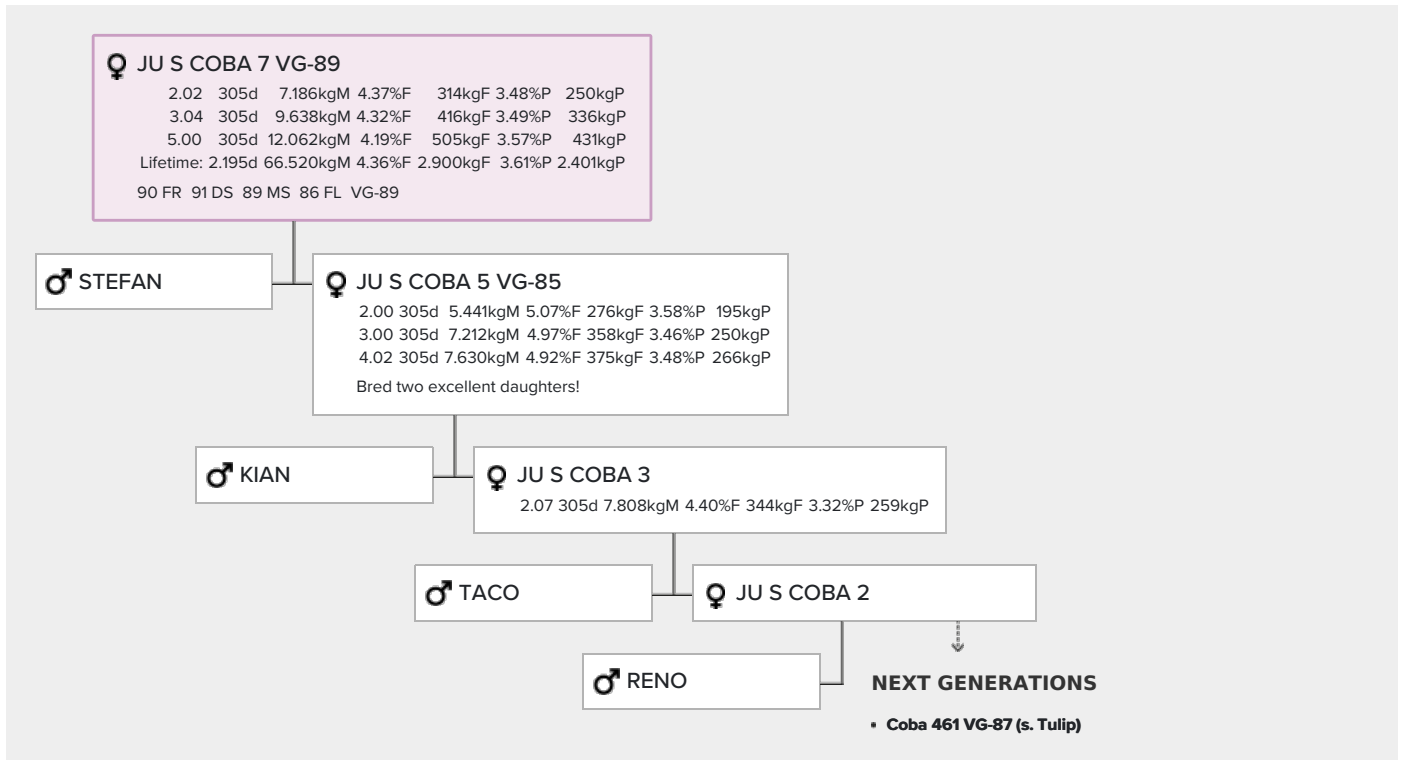 JU S COBA 7 VG-89
2.02 305d 7.186kgM 4.37%F 314kgF 3.48%P 250kgP
3.04 305d 9.638kgM 4.32%F 416kgF 3.49%P 336kgP
5.00 305d 12.062kgM 4.19%F 505kgF 3.57%P 431kgP
Lifetime: 2.195d 66.520kgM 4.36%F 2.900kgF 3.61%P 2.401kgP
90 FR 91 DS 89 MS 86 FL VG-89
STEFAN
JU S COBA 5 VG-85
2.00 305d 5.441kgM 5.07%F 276kgF 3.58%P 195kgP
3.00 305d 7.212kgM 4.97%F 358kgF 3.46%P 250kgP
4.02 305d 7.630kgM 4.92%F 375kgF 3.48%P 266kgP
Bred two excellent daughters!
KIAN
JU S COBA 3
2.07 305d 7.808kgM 4.40%F 344kgF 3.32%P 259kgP
TACO
JU S COBA 2
RENO
NEXT GENERATIONS
• Coba 461 VG-87 (s. Tulip)